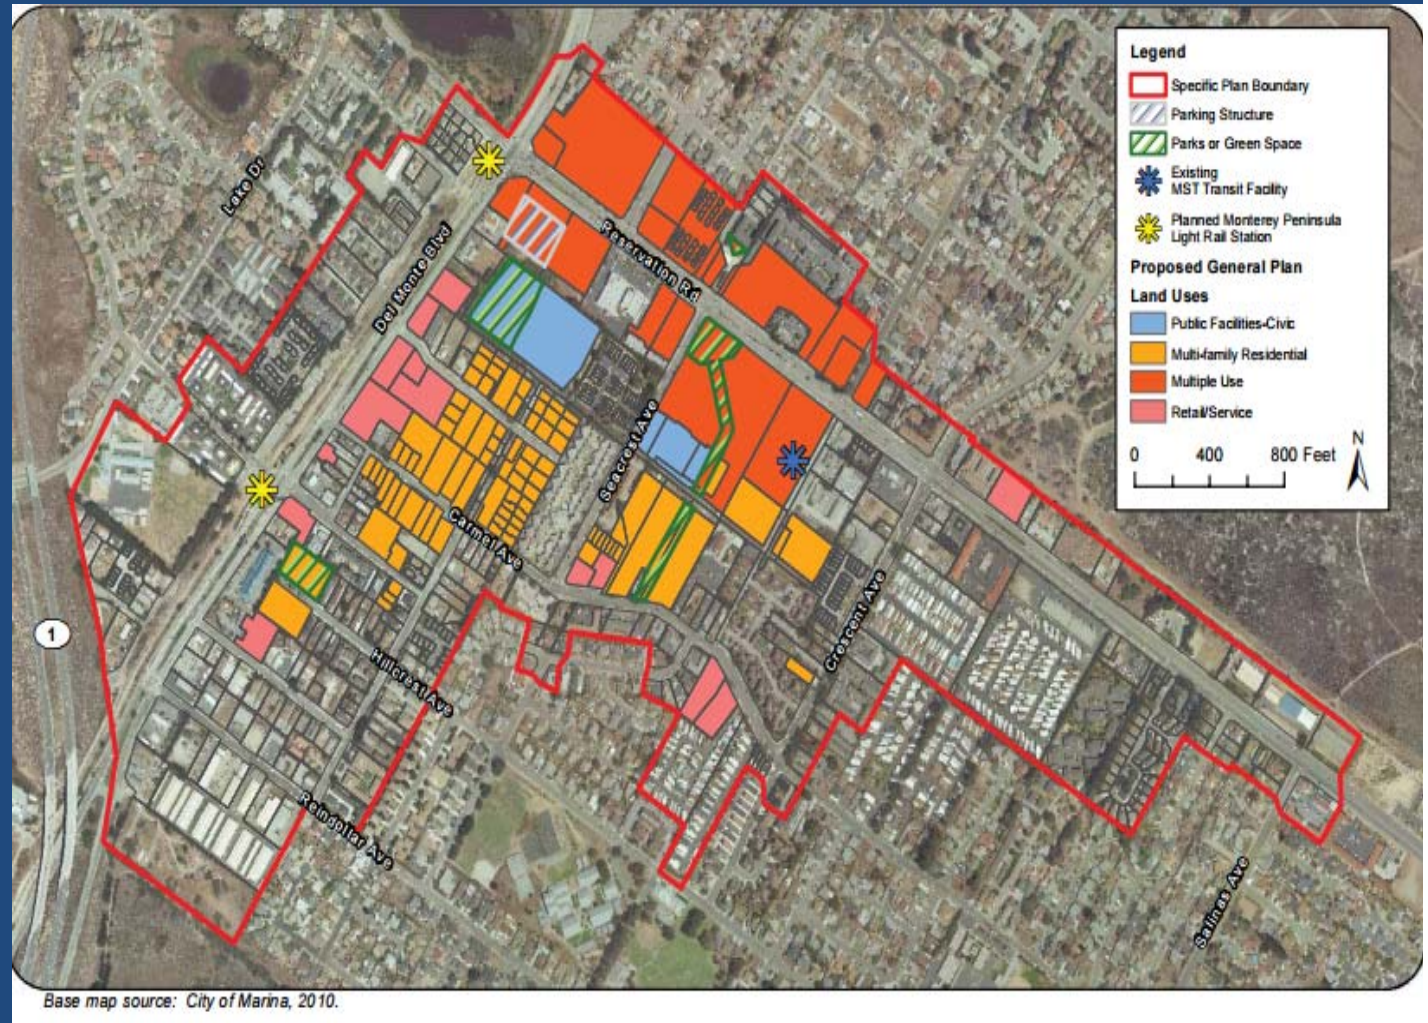 Legend
Specific Plan Boundary
Parking Structure
Parks or Green Space
Existing
MST Transit Facility
Planned Monterey Peninsula
Light Rail Station
Proposed General Plan
Land Uses
Public Facilities-Civic
Multi-family Residential
Multiple Use
Retail/Service
0 400 800 Feet
N
Lake Dr
Del Monte Blvd
Reservation Rd
Seacrest Ave
Carmel Ave
Crescent Ave
1
Hillcrest Ave
Reindollar Ave
Salinas Ave
Base map source: City of Marina, 2010.